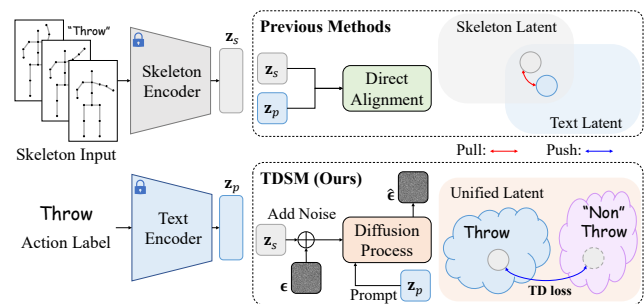 "Throw"
Skeleton Input
Skeleton
Encoder
z_s
Previous Methods
z_s
z_p
Direct
Alignment
Skeleton Latent
Text Latent
Pull:
Push:
Throw
Action Label
Text
Encoder
z_p
TDSM (Ours)
Add Noise
z_s
ϵ
Diffusion
Process
ϵ̂
Prompt
z_p
Unified Latent
Throw
"Non"
Throw
TD loss